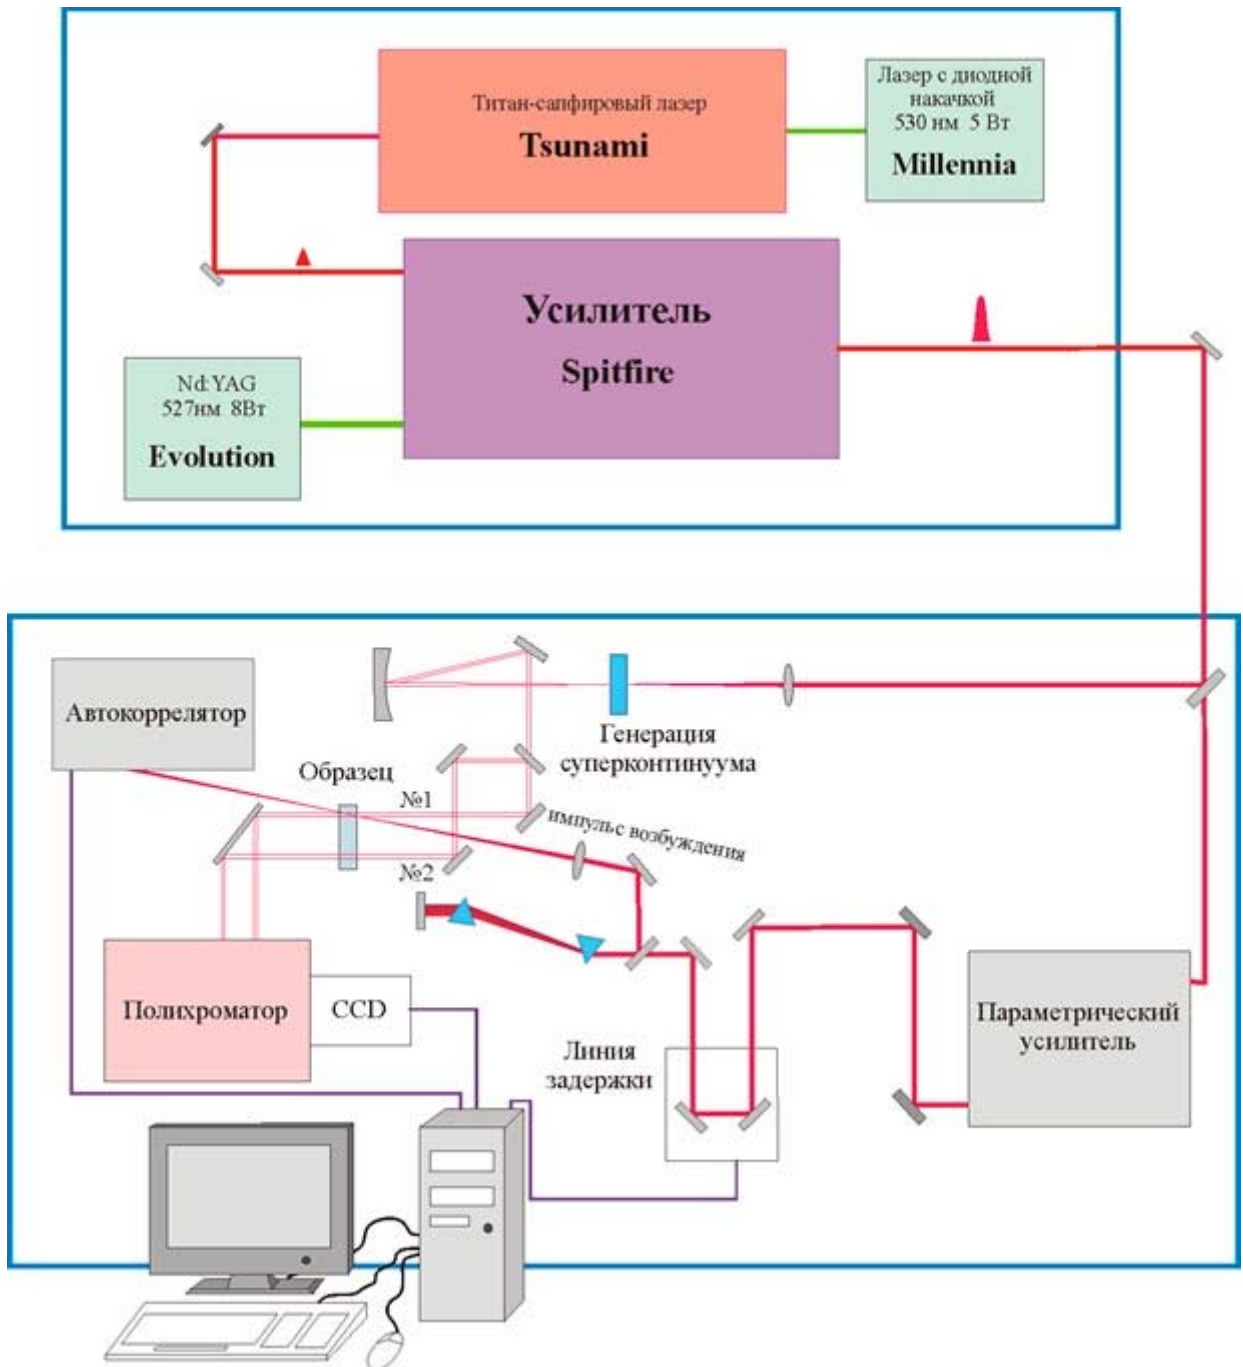 Титан-сапфировый лазер
Tsunami
Лазер с диодной
накачкой
530 нм 5 Вт
Millennia
Усилитель
Spitfire
Nd:YAG
527нм 8Вт
Evolution
Автокоррелятор
Генерация
суперконтинуума
Образец
№1
импульс возбуждения
№2
Полихроматор
CCD
Линия
задержки
Параметрический
усилитель